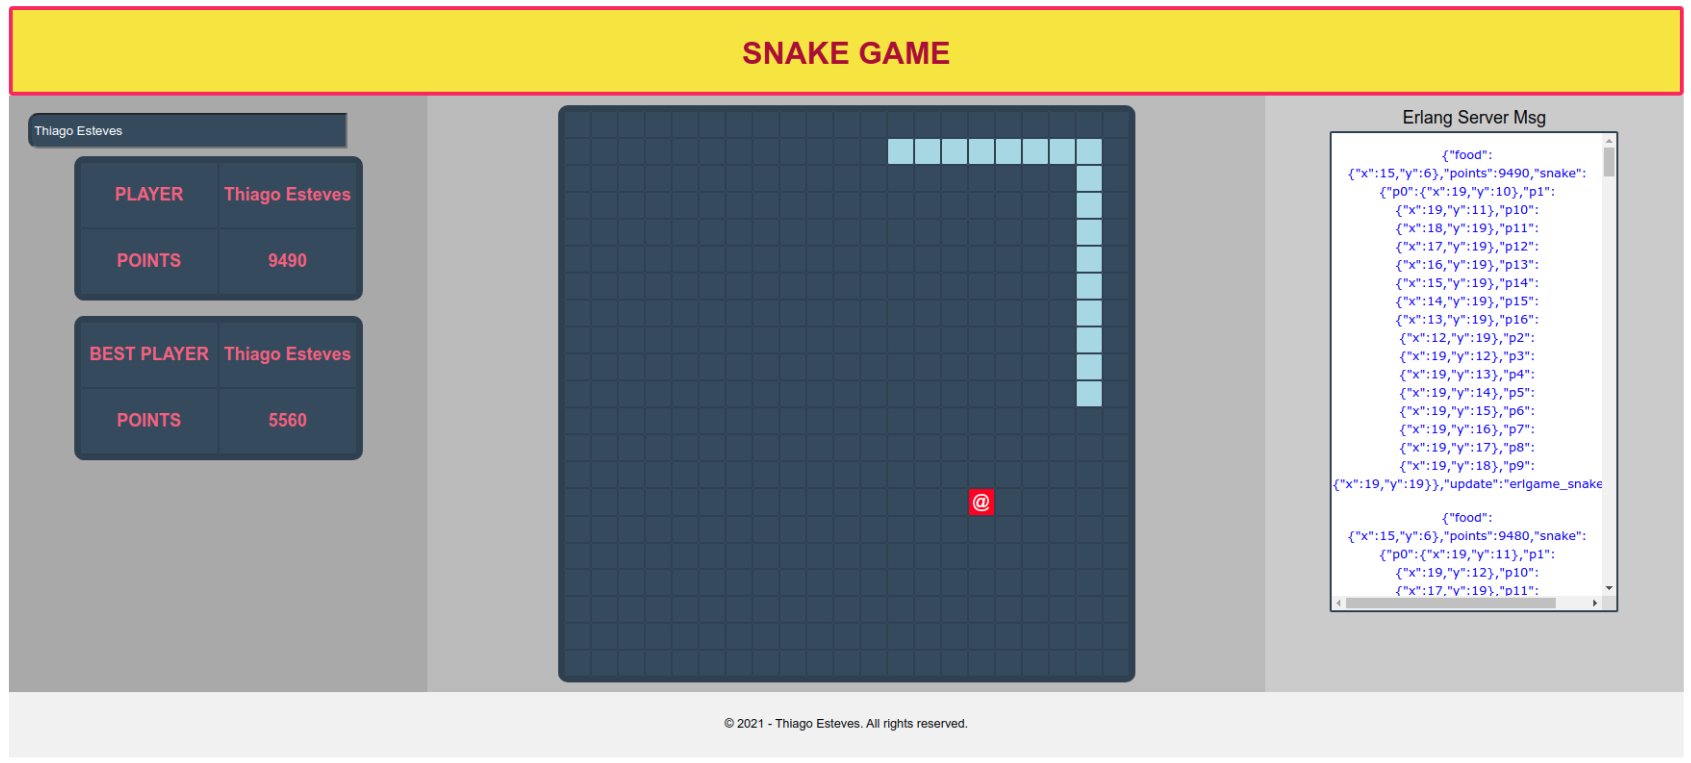 SNAKE GAME
Thiago Esteves
PLAYER Thiago Esteves
POINTS 9490
BEST PLAYER Thiago Esteves
POINTS 5560
@
Erlang Server Msg
{"food":
{"x":15,"y":6},"points":9490,"snake":
{"p0":{"x":19,"y":10},"p1":
{"x":19,"y":11},"p10":
{"x":18,"y":19},"p11":
{"x":17,"y":19},"p12":
{"x":16,"y":19},"p13":
{"x":15,"y":19},"p14":
{"x":14,"y":19},"p15":
{"x":13,"y":19},"p16":
{"x":12,"y":19},"p2":
{"x":19,"y":12},"p3":
{"x":19,"y":13},"p4":
{"x":19,"y":14},"p5":
{"x":19,"y":15},"p6":
{"x":19,"y":16},"p7":
{"x":19,"y":17},"p8":
{"x":19,"y":18},"p9":
{"x":19,"y":19}},"update":"erlgame_snake
{"food":
{"x":15,"y":6},"points":9480,"snake":
{"p0":{"x":19,"y":11},"p1":
{"x":19,"y":12},"p10":
{"x":17,"y":19},"p11":
© 2021 - Thiago Esteves. All rights reserved.